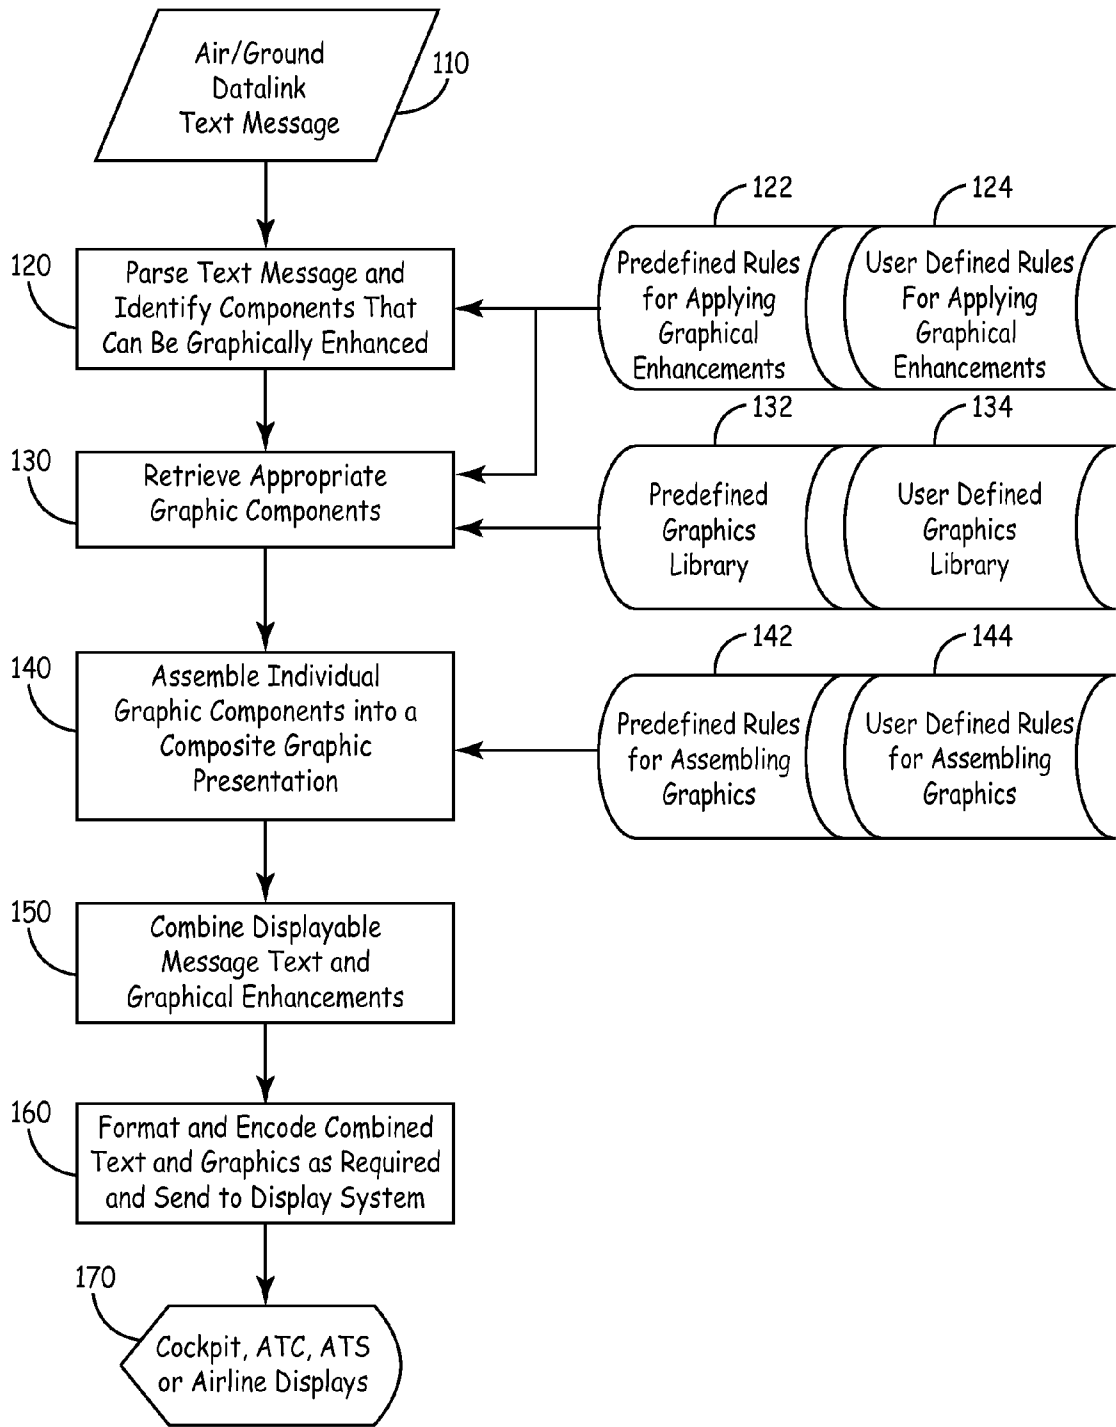 Air/Ground
Datalink
Text Message
110
120
Parse Text Message and
Identify Components That
Can Be Graphically Enhanced
122
Predefined Rules
for Applying
Graphical
Enhancements
124
User Defined Rules
For Applying
Graphical
Enhancements
130
Retrieve Appropriate
Graphic Components
132
Predefined
Graphics
Library
134
User Defined
Graphics
Library
140
Assemble Individual
Graphic Components into a
Composite Graphic
Presentation
142
Predefined Rules
for Assembling
Graphics
144
User Defined Rules
for Assembling
Graphics
150
Combine Displayable
Message Text and
Graphical Enhancements
160
Format and Encode Combined
Text and Graphics as Required
and Send to Display System
170
Cockpit, ATC, ATS
or Airline Displays